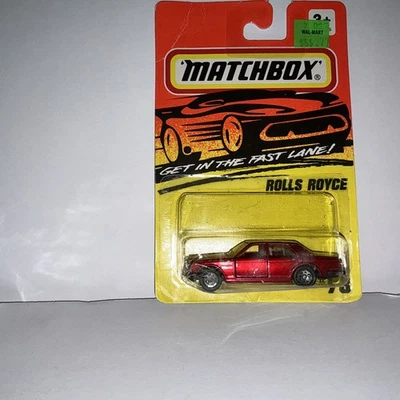 3+
WAL-MART
MATCHBOX®
GET IN THE FAST LANE!
ROLLS ROYCE